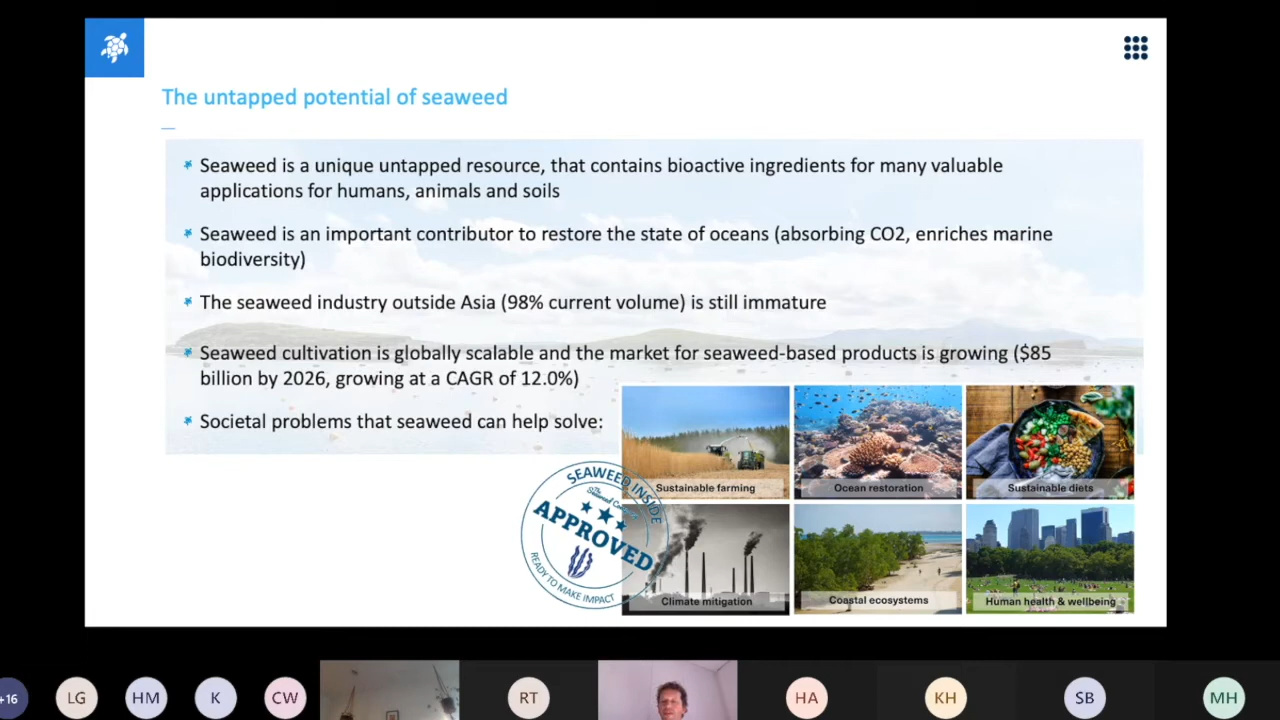 The untapped potential of seaweed
Seaweed is a unique untapped resource, that contains bioactive ingredients for many valuable
applications for humans, animals and soils
Seaweed is an important contributor to restore the state of oceans (absorbing CO2, enriches marine
biodiversity)
The seaweed industry outside Asia (98% current volume) is still immature
Seaweed cultivation is globally scalable and the market for seaweed-based products is growing ($85
billion by 2026, growing at a CAGR of 12.0%)
Societal problems that seaweed can help solve:
Sustainable farming
Ocean restoration
Sustainable diets
SEAWEED INSIDE
The Seaweed
APPROVED
READY TO MAKE IMPACT
Climate mitigation
Coastal ecosystems
Human health & wellbeing
+16
LG
HM
K
CW
RT
HA
KH
SB
MH